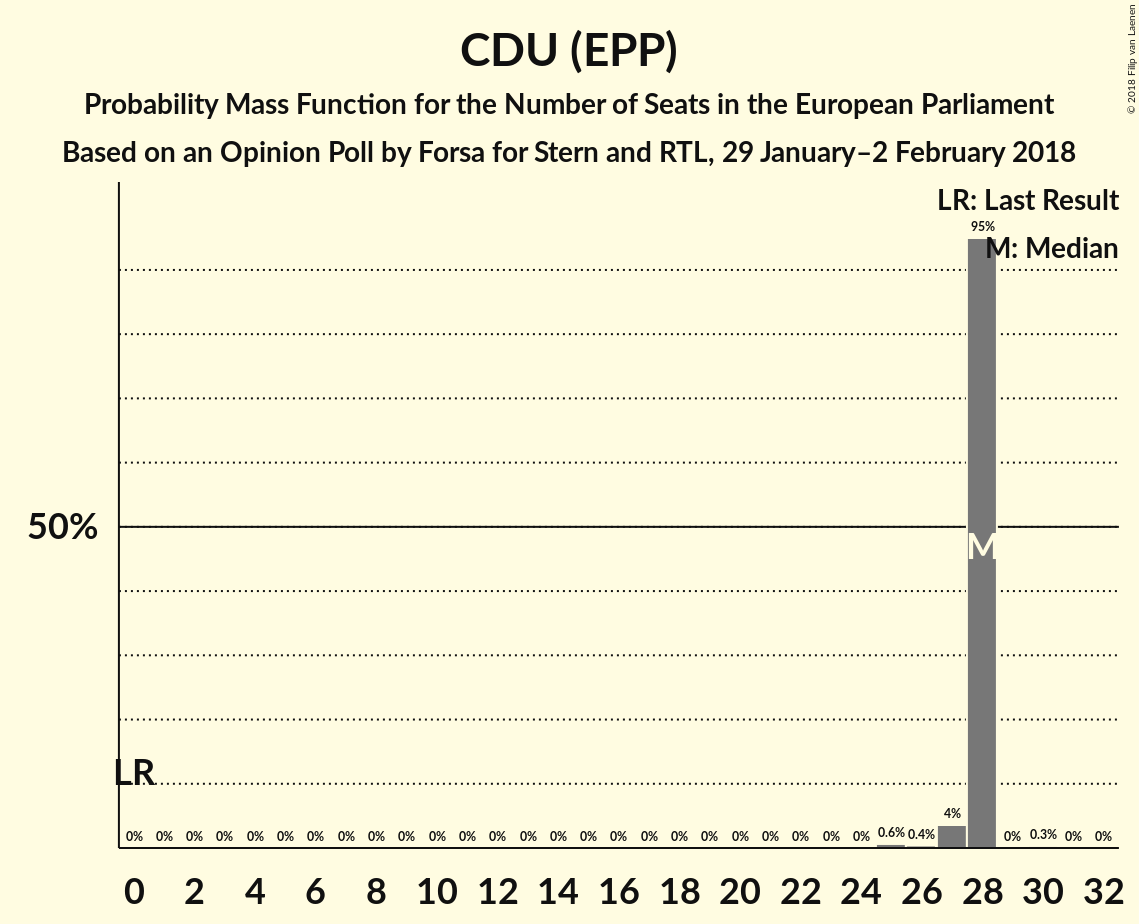 © 2018 Filip van Laenen
CDU (EPP)
Probability Mass Function for the Number of Seats in the European Parliament
Based on an Opinion Poll by Forsa for Stern and RTL, 29 January–2 February 2018
LR: Last Result
95%
M: Median
50%
M
LR
0% 0% 0% 0% 0% 0% 0% 0% 0% 0% 0% 0% 0% 0% 0% 0% 0% 0% 0% 0% 0% 0% 0% 0% 0% 0.6% 0.4% 4% 0% 0.3% 0% 0%
0 2 4 6 8 10 12 14 16 18 20 22 24 26 28 30 32